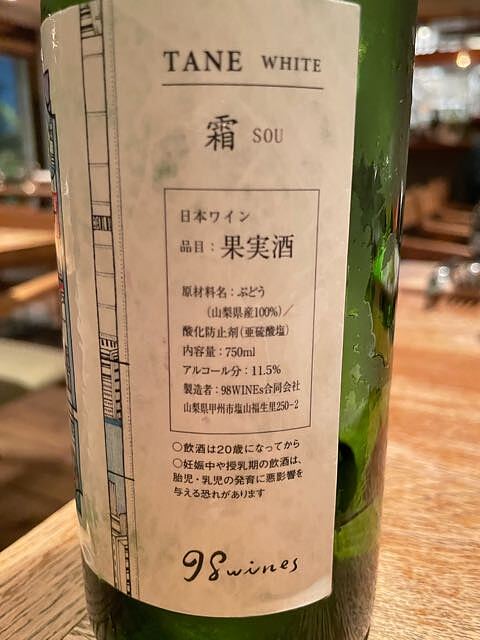 TANE WHITE
霜 SOU
日本ワイン
品目：果実酒
原材料名：ぶどう
（山梨県産100%）／
酸化防止剤（亜硫酸塩）
内容量：750ml
アルコール分：11.5%
製造者：98WINEs合同会社
山梨県甲州市塩山福生里250-2
○飲酒は20歳になってから
○妊娠中や授乳期の飲酒は、
胎児・乳児の発育に悪影響を
与える恐れがあります
98wines